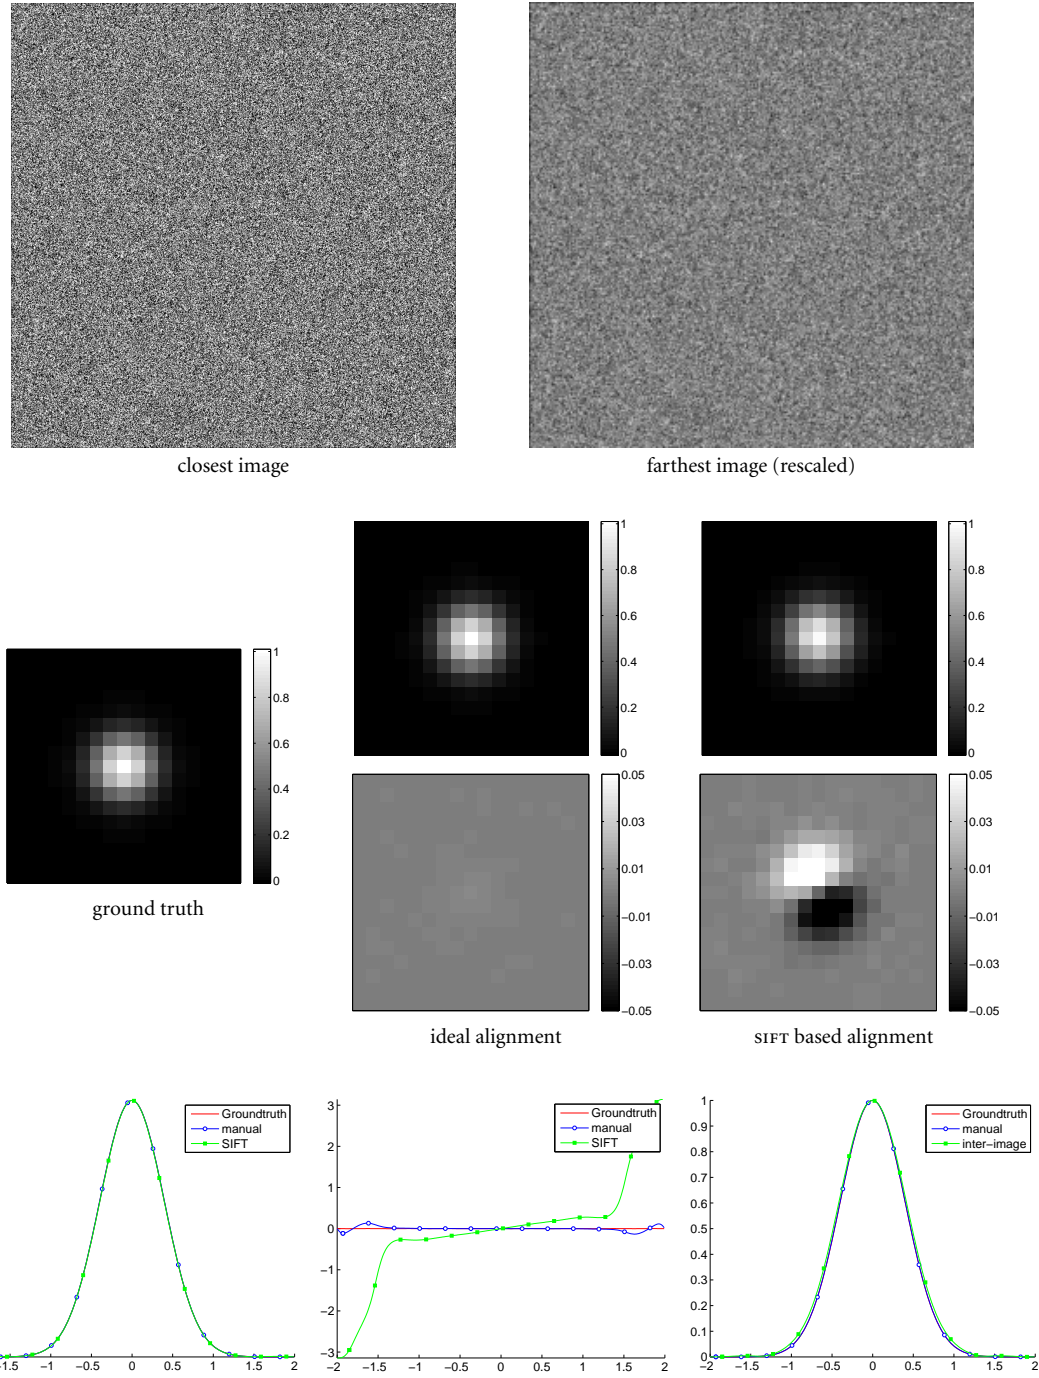 closest image
farthest image (rescaled)
1
0.8
0.6
0.4
0.2
0
1
0.8
0.6
0.4
0.2
0
1
0.8
0.6
0.4
0.2
0
0.05
0.03
0.01
−0.01
−0.03
−0.05
0.05
0.03
0.01
−0.01
−0.03
−0.05
ground truth
ideal alignment
SIFT based alignment
Groundtruth
manual
SIFT
−1.5 −1 −0.5 0 0.5 1 1.5 2
3
2
1
0
−1
−2
−3
Groundtruth
manual
SIFT
−2 −1.5 −1 −0.5 0 0.5 1 1.5 2
1
0.9
0.8
0.7
0.6
0.5
0.4
0.3
0.2
0.1
0
Groundtruth
manual
inter−image
−2 −1.5 −1 −0.5 0 0.5 1 1.5 2